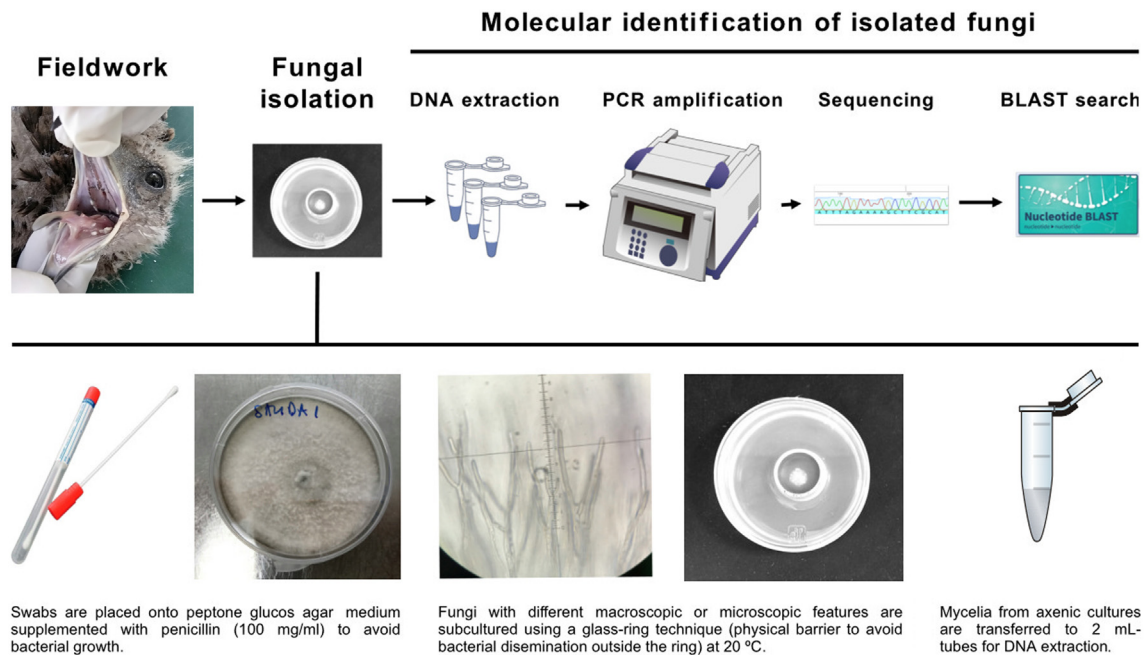 Molecular identification of isolated fungi
Fieldwork
Fungal
isolation
DNA extraction
PCR amplification
Sequencing
BLAST search
Nucleotide BLAST
Swabs are placed onto peptone glucos agar medium
supplemented with penicillin (100 mg/ml) to avoid
bacterial growth.
Fungi with different macroscopic or microscopic features are
subcultured using a glass-ring technique (physical barrier to avoid
bacterial disemination outside the ring) at 20 ºC.
Mycelia from axenic cultures
are transferred to 2 mL-
tubes for DNA extraction.